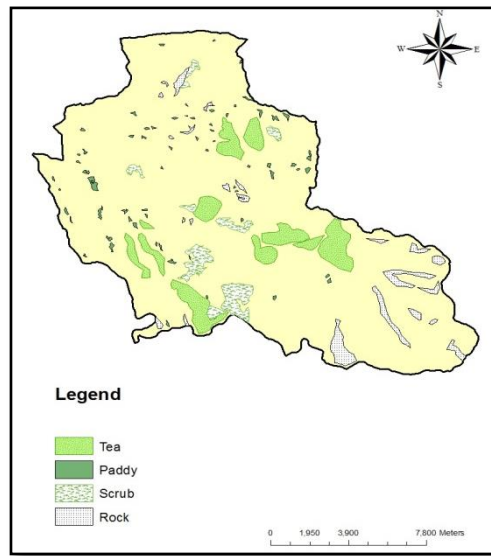 N
W E
S
Legend
Tea
Paddy
Scrub
Rock
0 1,950 3,900 7,800 Meters